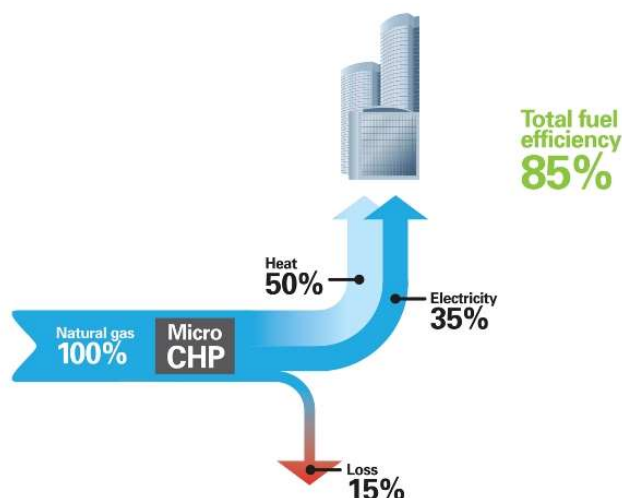 Total fuel
efficiency
85%
Heat
50%
Electricity
35%
Natural gas
100%
Micro
CHP
Loss
15%